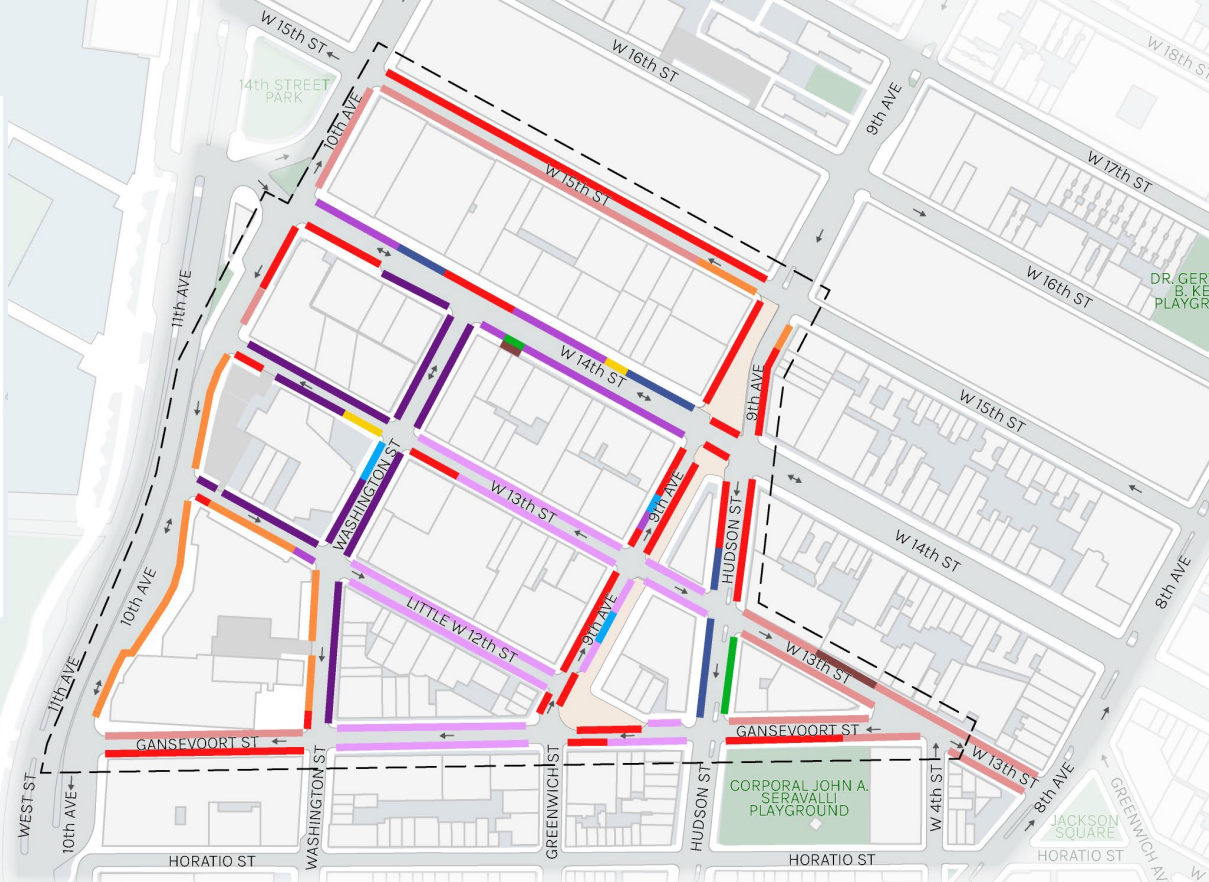 W 15th ST
W 16th ST
W 18th ST
14th STREET
PARK
10th AVE
9th AVE
W 17th ST
W 15th ST
11th AVE
W 16th ST
DR. GER
B. KE
PLAYGR
W 14th ST
9th AVE
W 15th ST
WASHINGTON ST
W 13th ST
9th AVE
HUDSON ST
W 14th ST
10th AVE
LITTLE W 12th ST
9th AVE
8th AVE
11th AVE
W 13th ST
GANSEVOORT ST
GANSEVOORT ST
W 13th ST
WEST ST
10th AVE
WASHINGTON ST
GREENWICH ST
HUDSON ST
CORPORAL JOHN A.
SERAVALLI
PLAYGROUND
W 4th ST
8th AVE
JACKSON
SQUARE
GREENWICH AVE
HORATIO ST
HORATIO ST
HORATIO ST
W